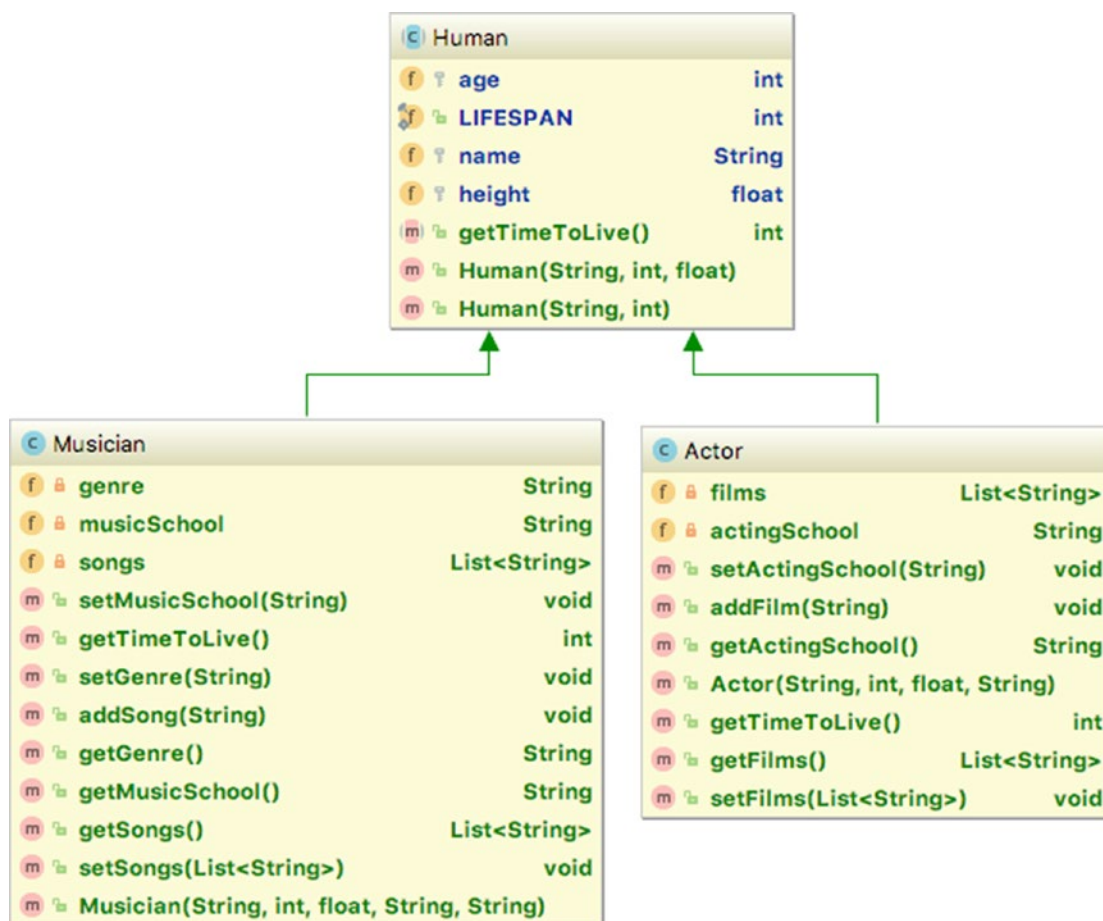 Human
age int
LIFESPAN int
name String
height float
getTimeToLive() int
Human(String, int, float)
Human(String, int)
Musician
genre String
musicSchool String
songs List<String>
setMusicSchool(String) void
getTimeToLive() int
setGenre(String) void
addSong(String) void
getGenre() String
getMusicSchool() String
getSongs() List<String>
setSongs(List<String>) void
Musician(String, int, float, String, String)
Actor
films List<String>
actingSchool String
setActingSchool(String) void
addFilm(String) void
getActingSchool() String
Actor(String, int, float, String)
getTimeToLive() int
getFilms() List<String>
setFilms(List<String>) void